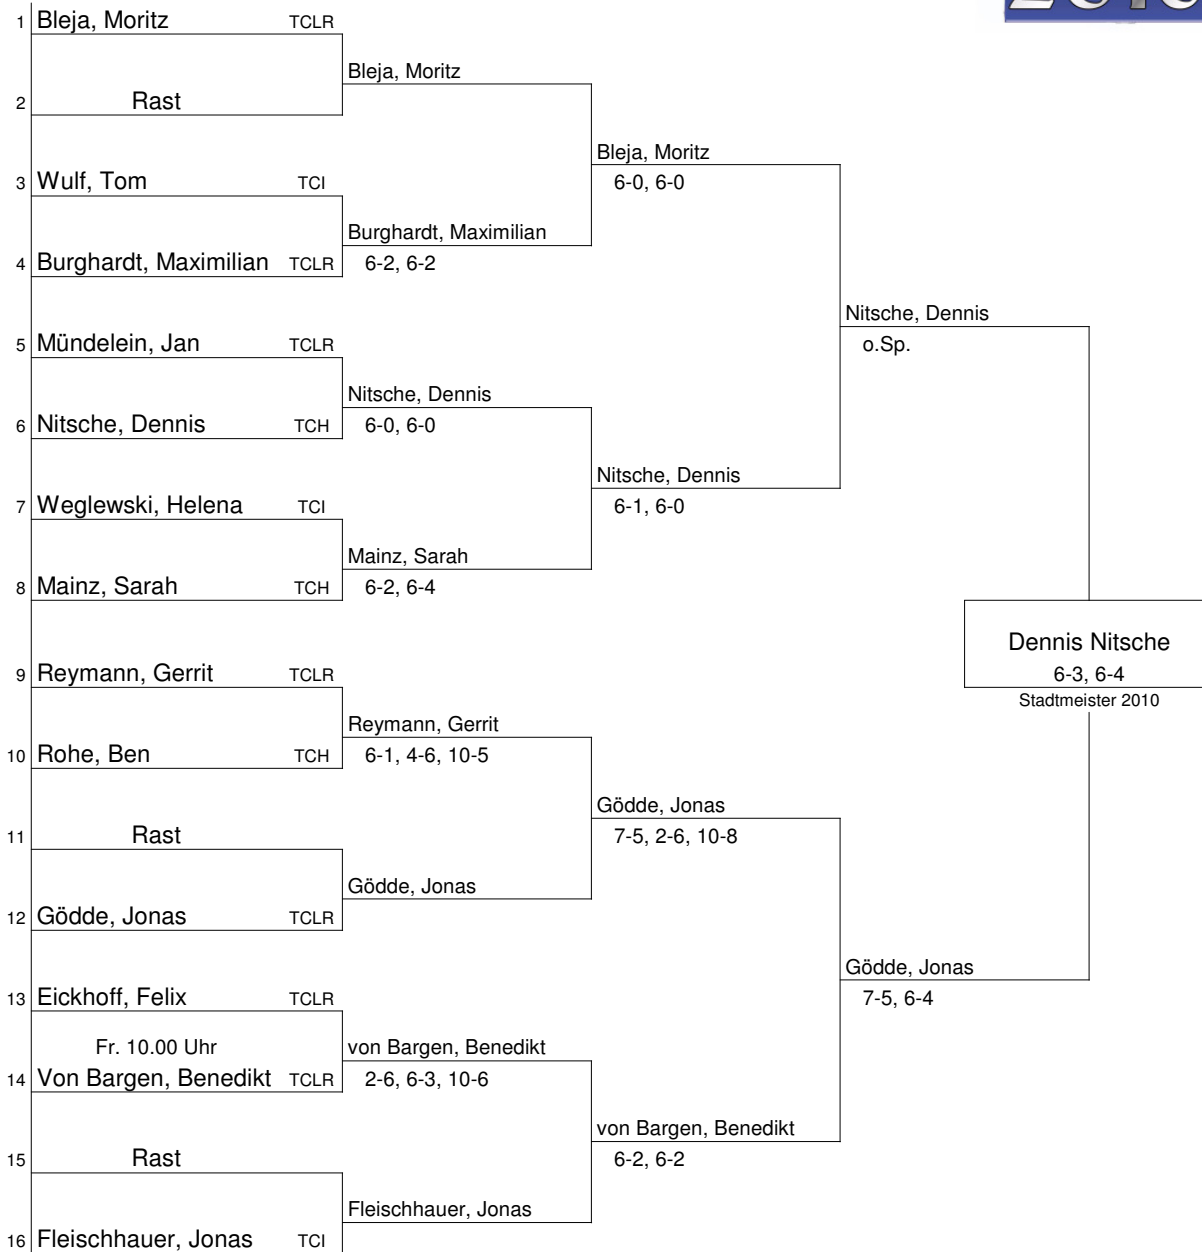 1 Bleja, Moritz TCLR
Bleja, Moritz
2 Rast
Bleja, Moritz
3 Wulf, Tom TCI
6-0, 6-0
Burghardt, Maximilian
4 Burghardt, Maximilian TCLR
6-2, 6-2
Nitsche, Dennis
5 Mündelein, Jan TCLR
o.Sp.
Nitsche, Dennis
6 Nitsche, Dennis TCH
6-0, 6-0
Nitsche, Dennis
7 Weglewski, Helena TCI
6-1, 6-0
Mainz, Sarah
8 Mainz, Sarah TCH
6-2, 6-4
Dennis Nitsche
6-3, 6-4
Stadtmeister 2010
9 Reymann, Gerrit TCLR
Reymann, Gerrit
10 Rohe, Ben TCH
6-1, 4-6, 10-5
Gödde, Jonas
11 Rast
7-5, 2-6, 10-8
Gödde, Jonas
12 Gödde, Jonas TCLR
Gödde, Jonas
13 Eickhoff, Felix TCLR
7-5, 6-4
Fr. 10.00 Uhr
von Bargen, Benedikt
14 Von Bargen, Benedikt TCLR
2-6, 6-3, 10-6
von Bargen, Benedikt
15 Rast
6-2, 6-2
Fleischhauer, Jonas
16 Fleischhauer, Jonas TCI